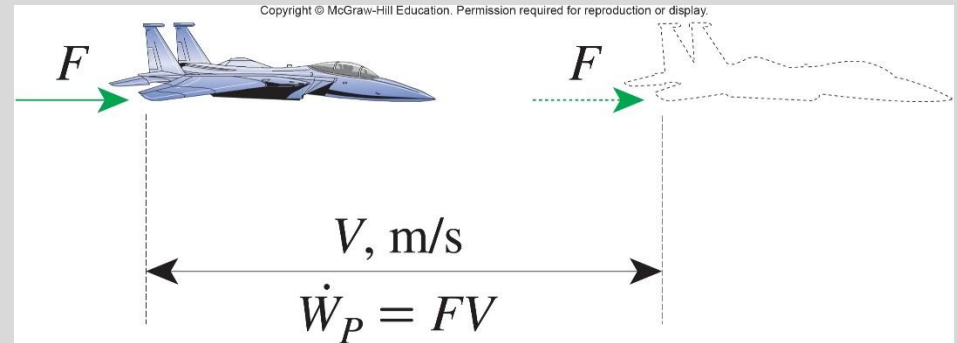 Copyright © McGraw-Hill Education. Permission required for reproduction or display.
F
F
V, m/s
Ẇ_P = FV